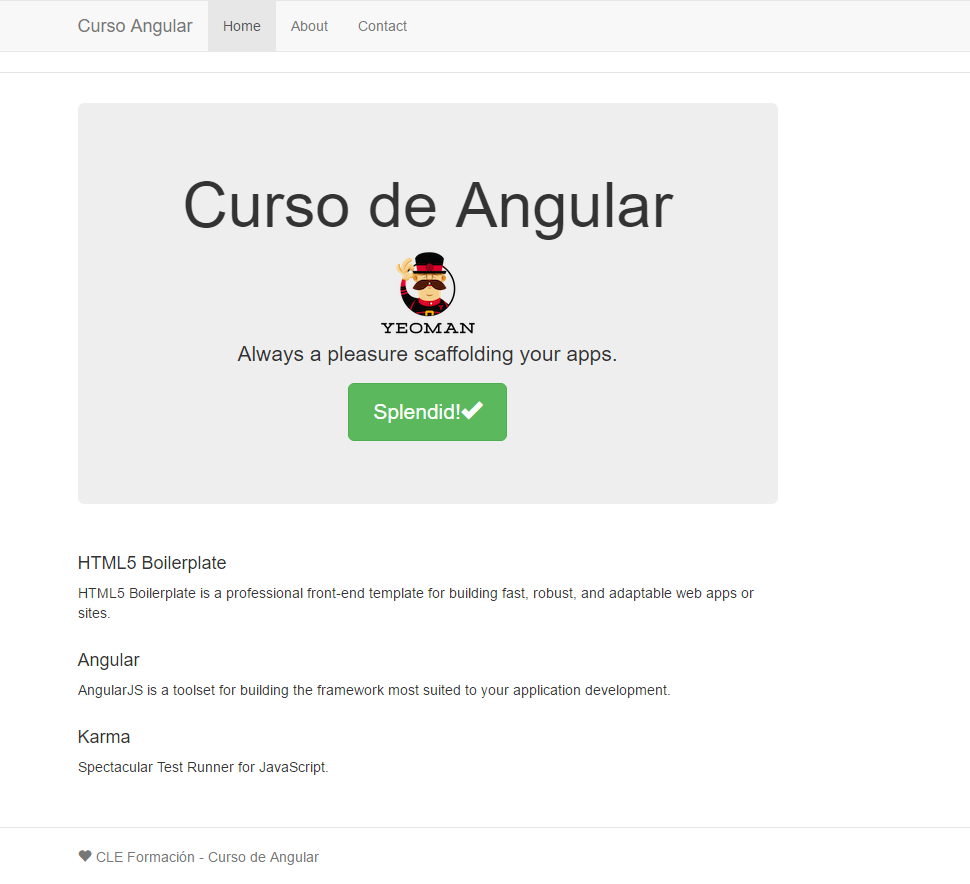 Curso Angular Home About Contact
Curso de Angular
YEOMAN
Always a pleasure scaffolding your apps.
Splendid!
HTML5 Boilerplate
HTML5 Boilerplate is a professional front-end template for building fast, robust, and adaptable web apps or
sites.
Angular
AngularJS is a toolset for building the framework most suited to your application development.
Karma
Spectacular Test Runner for JavaScript.
CLE Formación - Curso de Angular